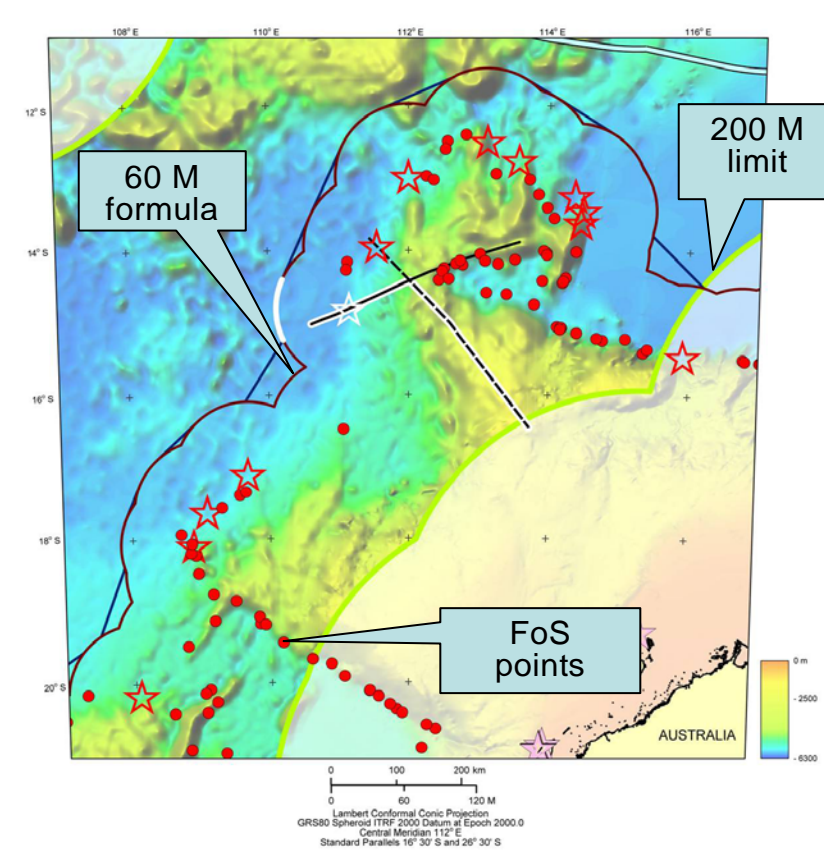 108° E 110° E 112° E 114° E 116° E
12° S
200 M
limit
60 M
formula
14° S
16° S
18° S
FoS
points
20° S
0 m
- 2500
- 6300
AUSTRALIA
0 100 200 km
0 60 120 M
Lambert Conformal Conic Projection
GRS80 Spheroid ITRF 2000 Datum at Epoch 2000.0
Central Meridian 112° E
Standard Parallels 16° 30' S and 26° 30' S